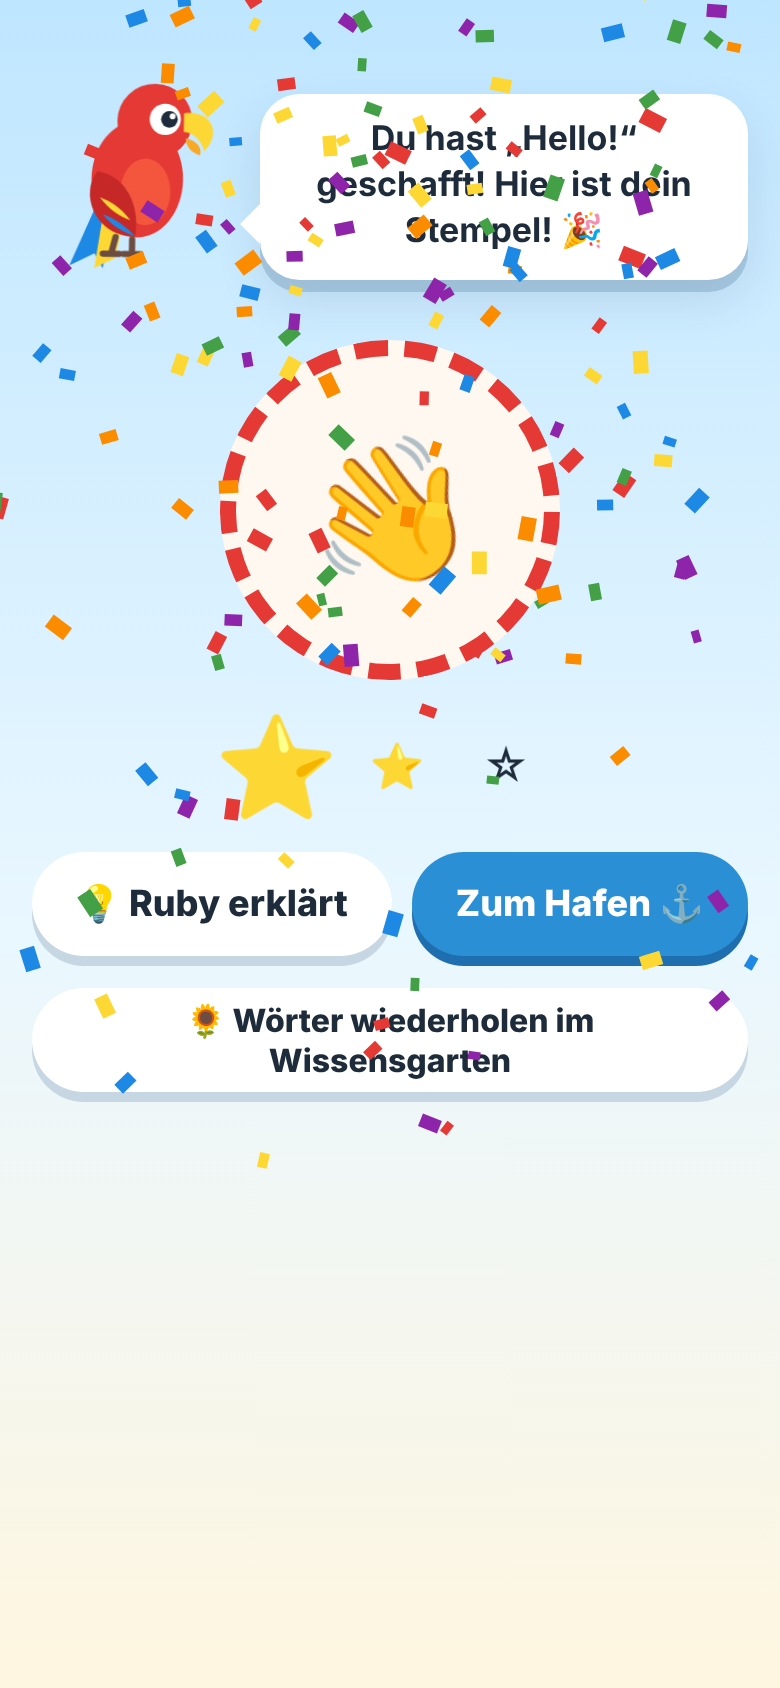 Du hast „Hello!“
geschafft! Hier ist dein
Stempel! 🎉
💡 Ruby erklärt
Zum Hafen ⚓
🌻 Wörter wiederholen im
Wissensgarten